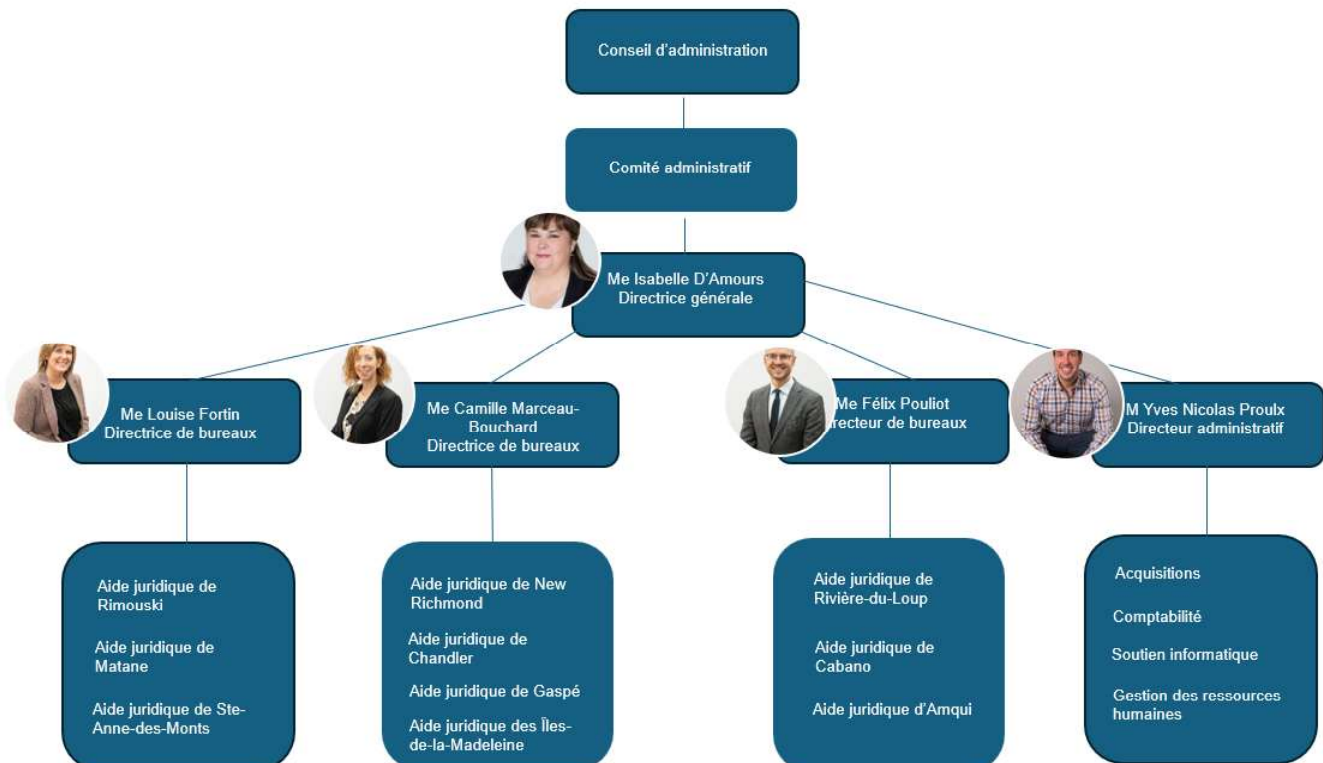 Conseil d'administration
Comité administratif
Me Isabelle D'Amours
Directrice générale
Me Louise Fortin
Directrice de bureaux
Me Camille Marceau-
Bouchard
Directrice de bureaux
Me Félix Pouliot
recteur de bureaux
M Yves Nicolas Proulx
Directeur administratif
Aide juridique de
Rimouski
Aide juridique de
Matane
Aide juridique de Ste-
Anne-des-Monts
Aide juridique de New
Richmond
Aide juridique de
Chandler
Aide juridique de Gaspé
Aide juridique des Îles-
de-la-Madeleine
Aide juridique de
Rivière-du-Loup
Aide juridique de
Cabano
Aide juridique d'Amqui
Acquisitions
Comptabilité
Soutien informatique
Gestion des ressources
humaines